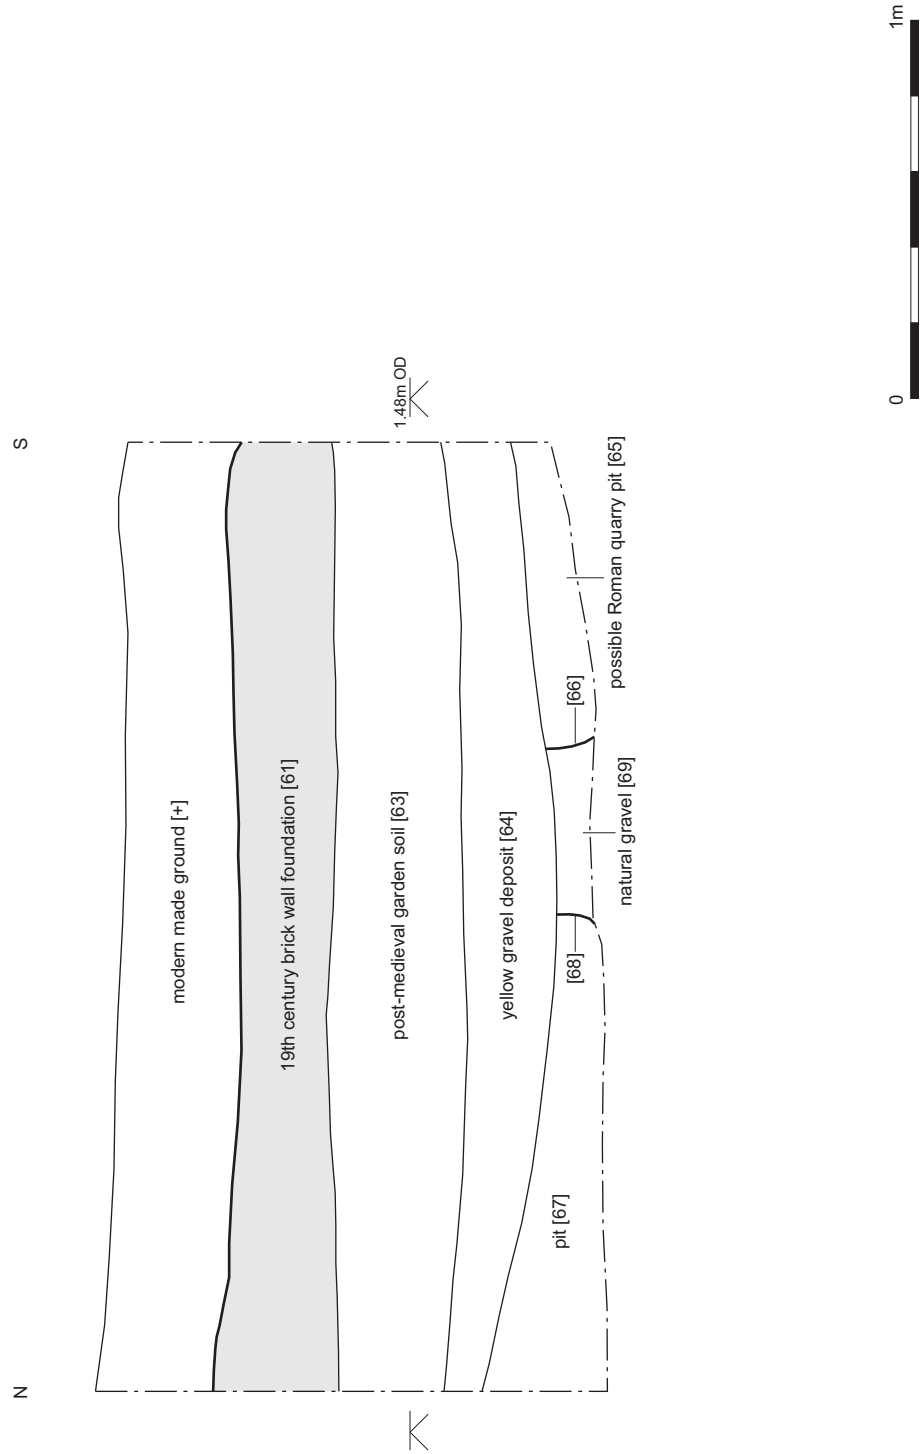 N
S
1.48m OD
modern made ground [+]
19th century brick wall foundation [61]
post-medieval garden soil [63]
yellow gravel deposit [64]
pit [67]
[68]
[66]
natural gravel [69]
possible Roman quarry pit [65]
0
1m